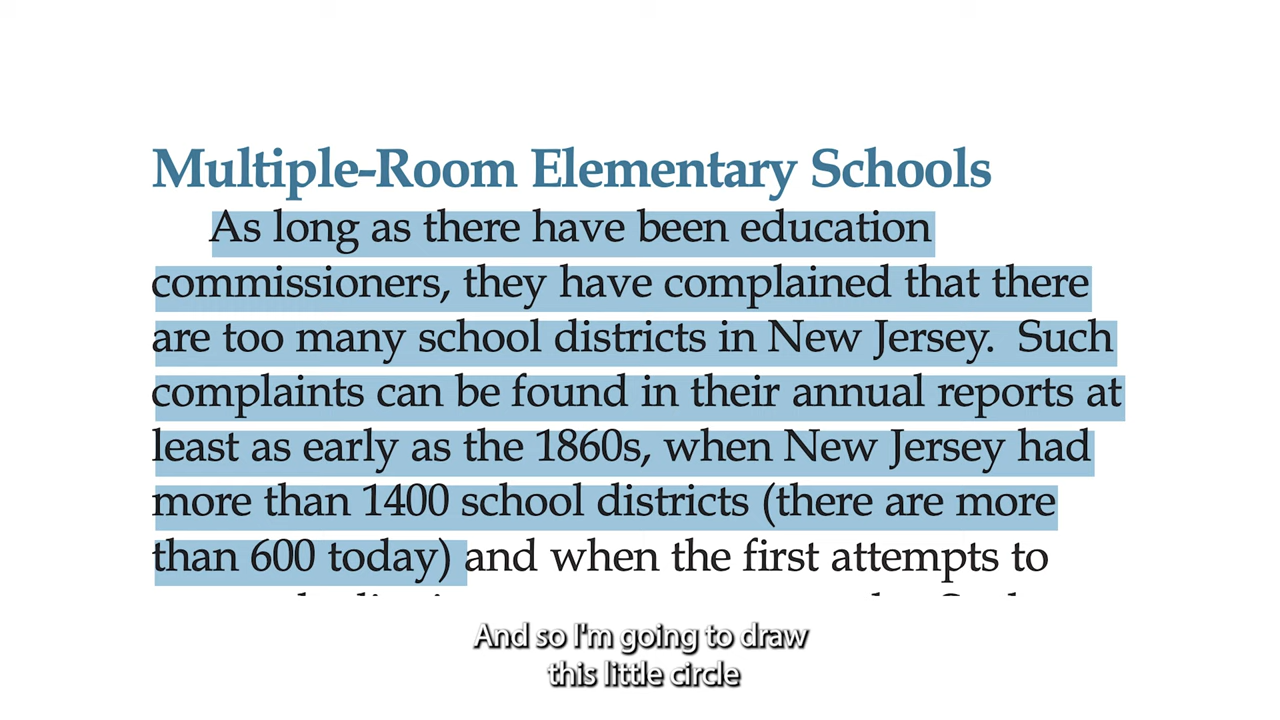 Multiple-Room Elementary Schools
As long as there have been education
commissioners, they have complained that there
are too many school districts in New Jersey.  Such
complaints can be found in their annual reports at
least as early as the 1860s, when New Jersey had
more than 1400 school districts (there are more
than 600 today) and when the first attempts to
And so I'm going to draw
this little circle